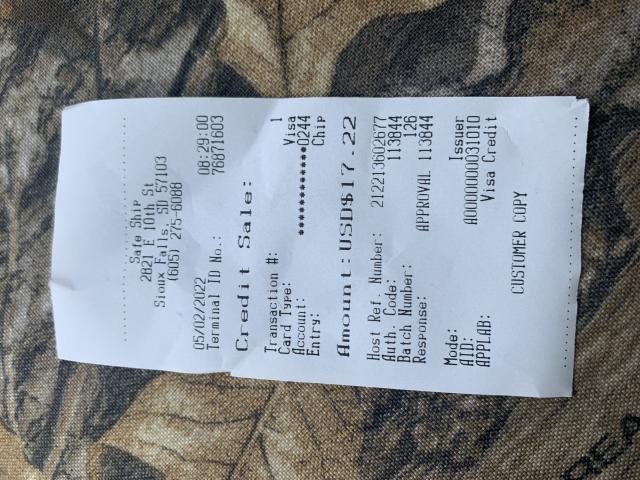 Safe Ship
2821 E 10th St
Sioux Falls, SD 57103
(605) 275-6088
05/02/2022 08:29:00
Terminal ID No.: 76871603
Credit Sale:
Transaction #: 1
Card Type: Visa
Account: ************0244
Entry: Chip
Amount: USD$17.22
Host Ref. Number: 212213602677
Auth. Code: 113844
Batch Number: 126
Response: APPROVAL 113844
Mode: Issuer
AID: A0000000031010
APPLAB: Visa Credit
CUSTOMER COPY